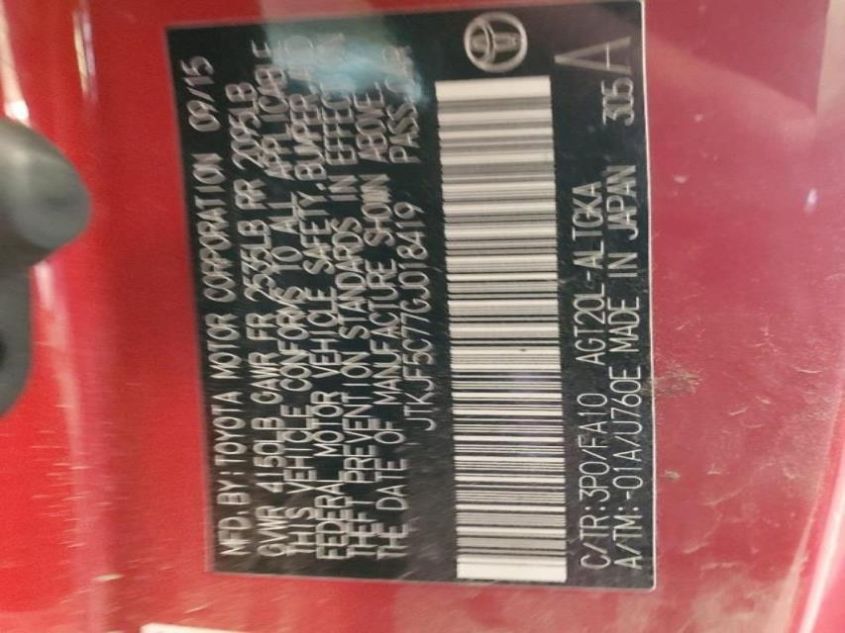 MFD.BY:TOYOTA MOTOR CORPORATION 09/15
GVWR 4150LB GAWR FR 2535LB RR 2095LB
THIS VEHICLE CONFORMS TO ALL APPLICABLE
FEDERAL MOTOR VEHICLE SAFETY,BUMPER,AND
THEFT PREVENTION STANDARDS IN EFFECT ON
THE DATE OF MANUFACTURE SHOWN ABOVE.
JTKJF5C77GJ018419 PASS.CAR
C/TR:3P0/FA10 AGT20L-ALTGKA
A/TM:-01A/U760E MADE IN JAPAN 305 A